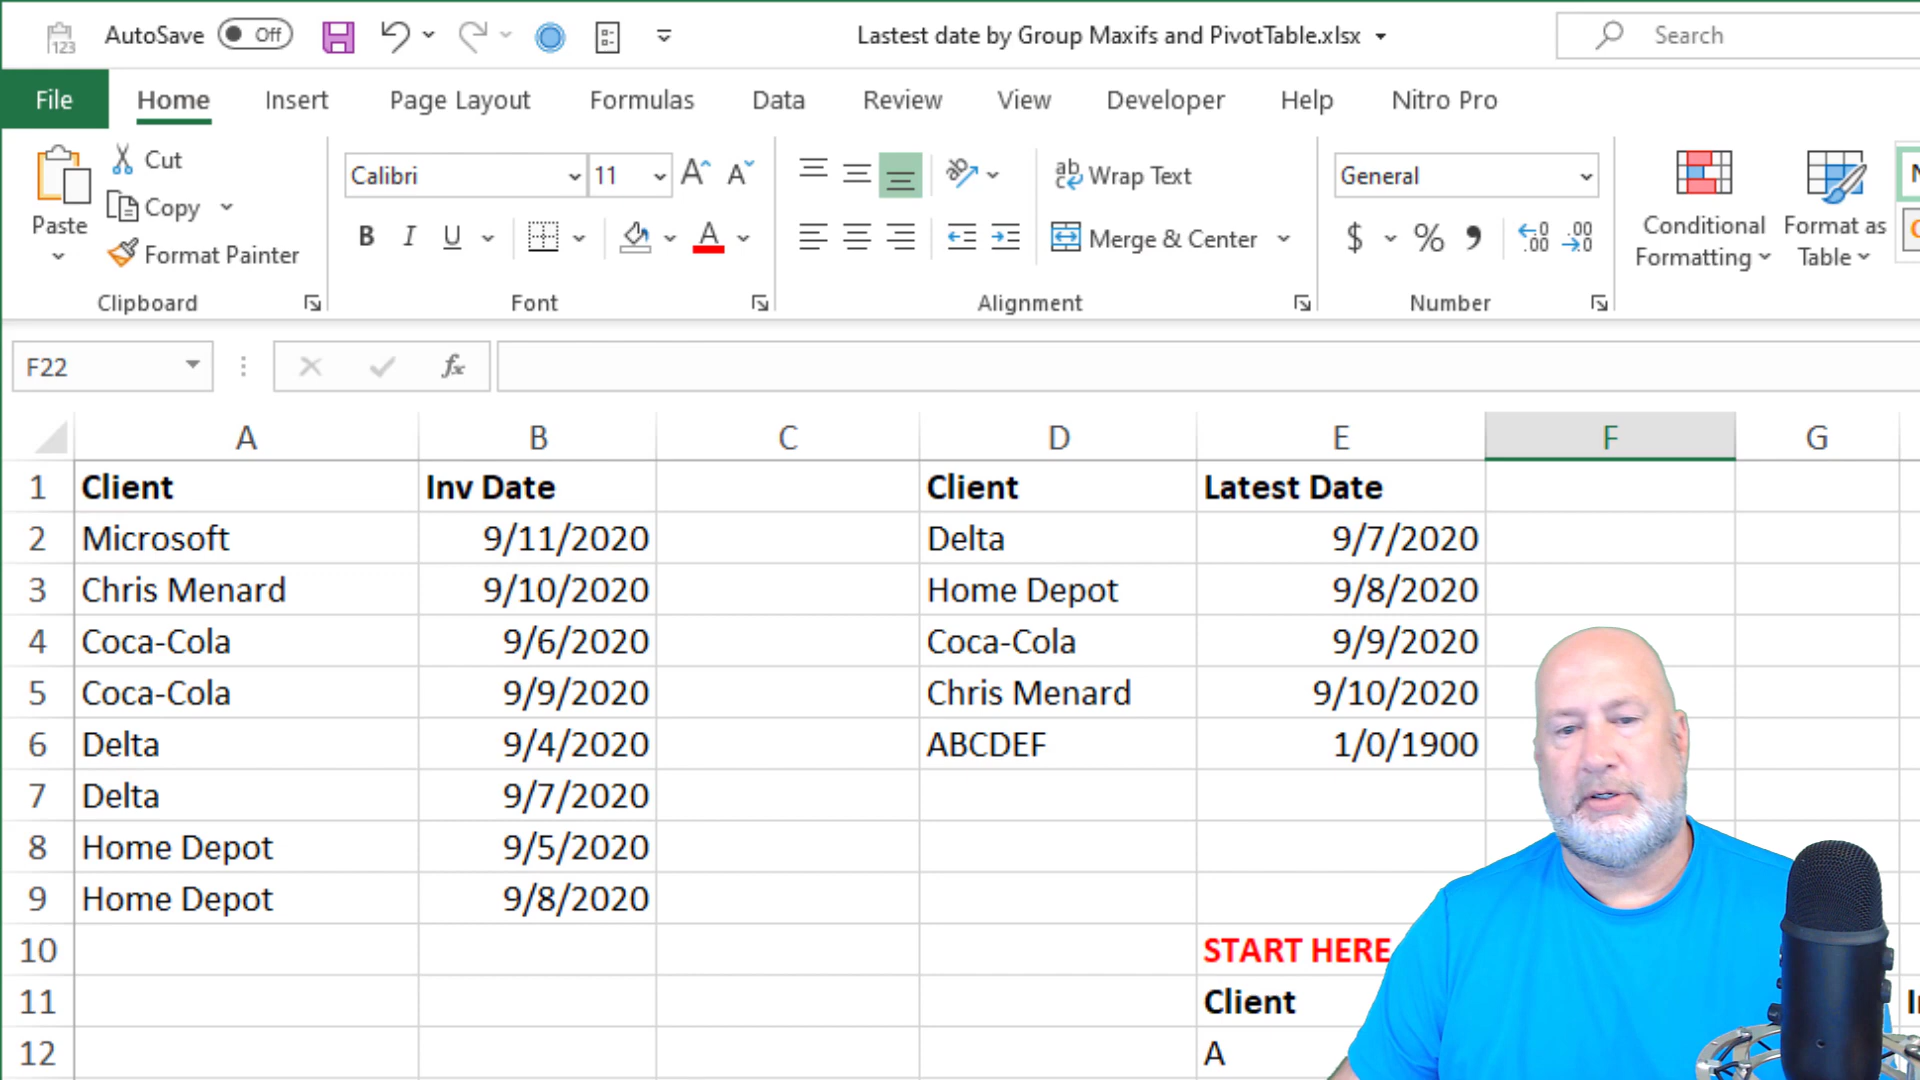 AutoSave Off Lastest date by Group Maxifs and PivotTable.xlsx Search
File Home Insert Page Layout Formulas Data Review View Developer Help Nitro Pro
Paste Cut Copy Format Painter
Clipboard
Calibri 11
B I U A
Font
Wrap Text
Merge & Center
Alignment
General
$ % 9
Number
Conditional Formatting
Format as Table
F22 fx
A B C D E F G
1 Client Inv Date Client Latest Date
2 Microsoft 9/11/2020 Delta 9/7/2020
3 Chris Menard 9/10/2020 Home Depot 9/8/2020
4 Coca-Cola 9/6/2020 Coca-Cola 9/9/2020
5 Coca-Cola 9/9/2020 Chris Menard 9/10/2020
6 Delta 9/4/2020 ABCDEF 1/0/1900
7 Delta 9/7/2020
8 Home Depot 9/5/2020
9 Home Depot 9/8/2020
10 START HERE
11 Client
12 A